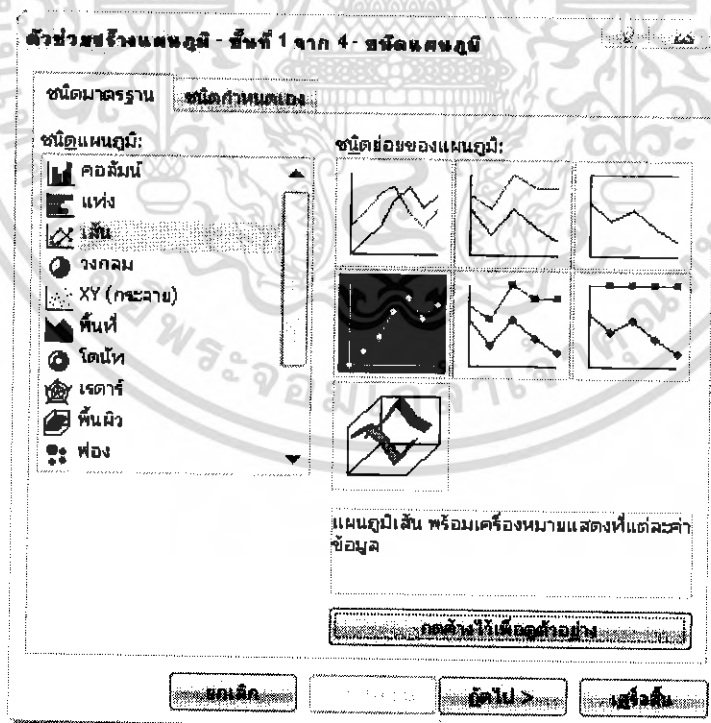 ตัวช่วยสร้างแผนภูมิ - ขั้นที่ 1 จาก 4 - ชนิดแผนภูมิ
ชนิดมาตรฐาน
ชนิดกำหนดเอง
ชนิดแผนภูมิ:
คอลัมน์
แท่ง
เส้น
วงกลม
XY (กระจาย)
พื้นที่
โดนัท
เรดาร์
พื้นผิว
ฟอง
ชนิดย่อยของแผนภูมิ:
แผนภูมิเส้น พร้อมเครื่องหมายแสดงที่แต่ละค่า
ข้อมูล
กดค้างไว้เพื่อดูตัวอย่าง
ยกเลิก
ถัดไป >
เสร็จสิ้น